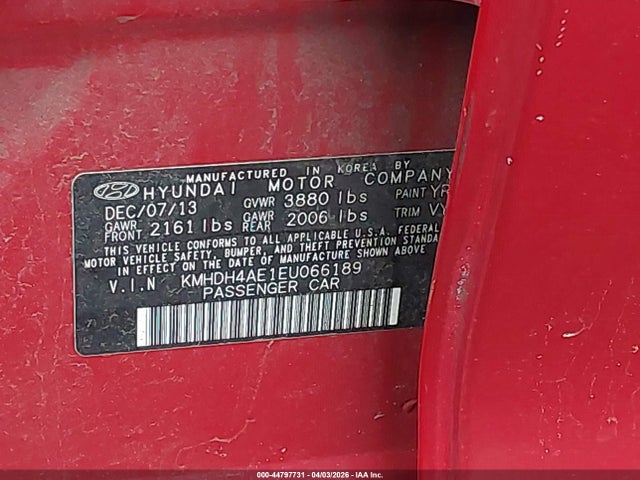 MANUFACTURED IN KOREA BY
HYUNDAI MOTOR COMPANY
DEC/07/13 GVWR 3880 lbs PAINT YR
GAWR FRONT 2161 lbs GAWR REAR 2006 lbs TRIM VY
THIS VEHICLE CONFORMS TO ALL APPLICABLE U.S.A. FEDERAL
MOTOR VEHICLE SAFETY, BUMPER, AND THEFT PREVENTION STANDA
IN EFFECT ON THE DATE OF MANUFACTURE SHOWN ABOVE
V.I.N KMHDH4AE1EU066189
PASSENGER CAR
000-44797731 - 04/03/2026 - IAA Inc.